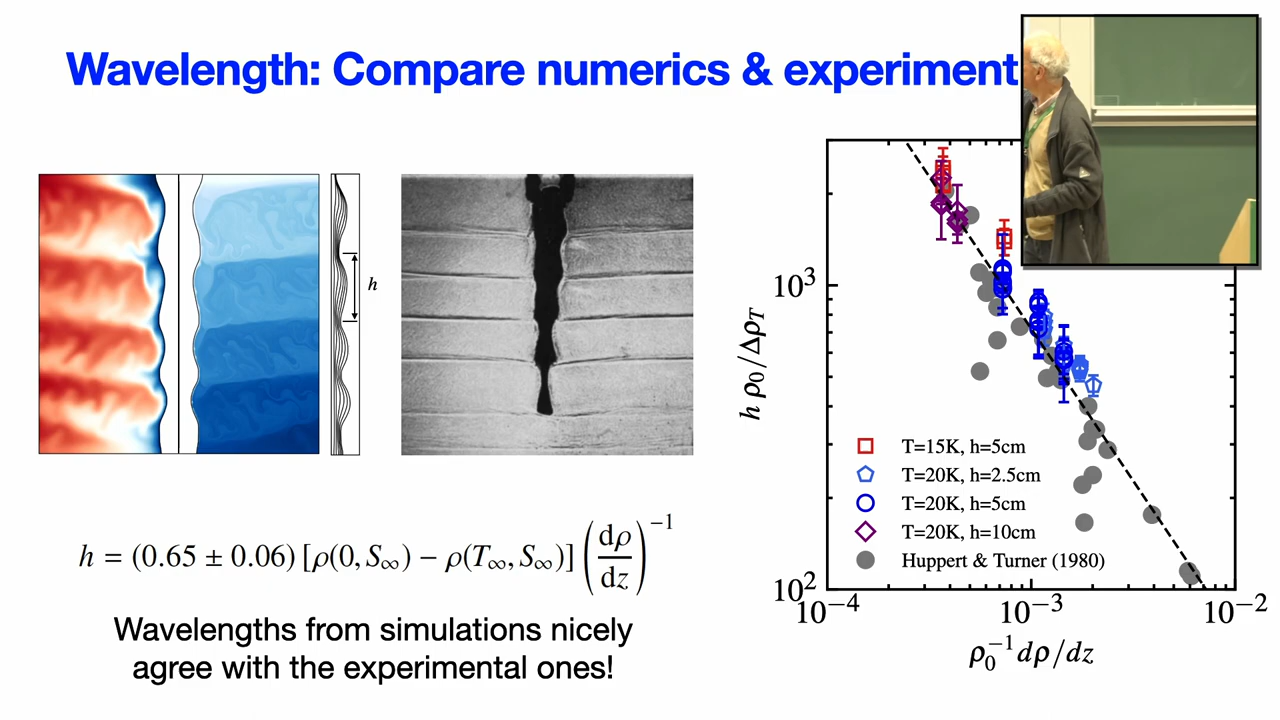 Wavelength: Compare numerics & experiment
h
h = (0.65 ± 0.06) [ρ(0, S∞) − ρ(T∞, S∞)] (dρ/dz)⁻¹
Wavelengths from simulations nicely
agree with the experimental ones!
h ρ₀/Δρ_T
10³
10²
T=15K, h=5cm
T=20K, h=2.5cm
T=20K, h=5cm
T=20K, h=10cm
Huppert & Turner (1980)
10⁻⁴
10⁻³
10⁻²
ρ₀⁻¹dρ/dz